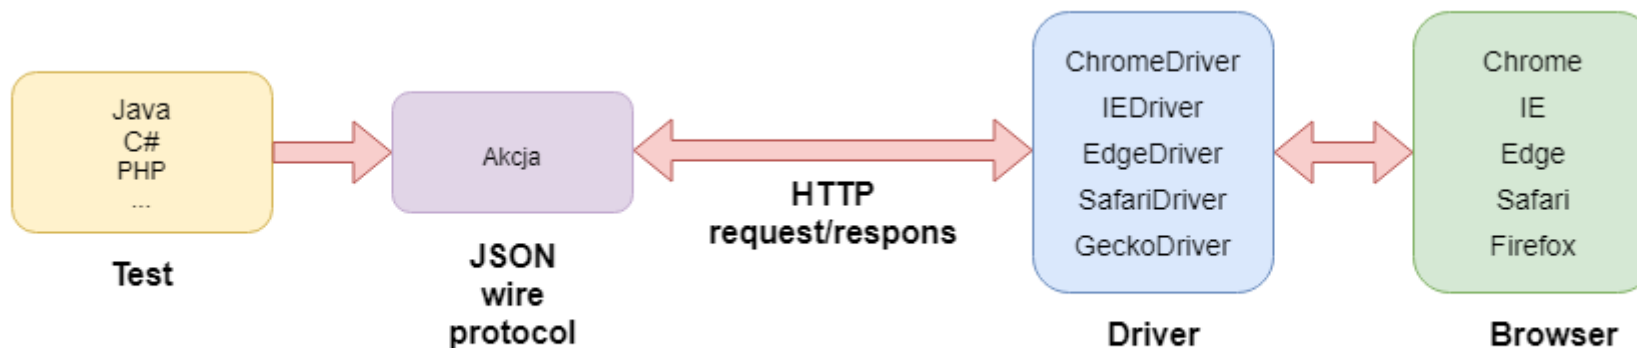 Java
C#
PHP
...
Test
Akcja
JSON
wire
protocol
HTTP
request/respons
ChromeDriver
IEDriver
EdgeDriver
SafariDriver
GeckoDriver
Driver
Chrome
IE
Edge
Safari
Firefox
Browser